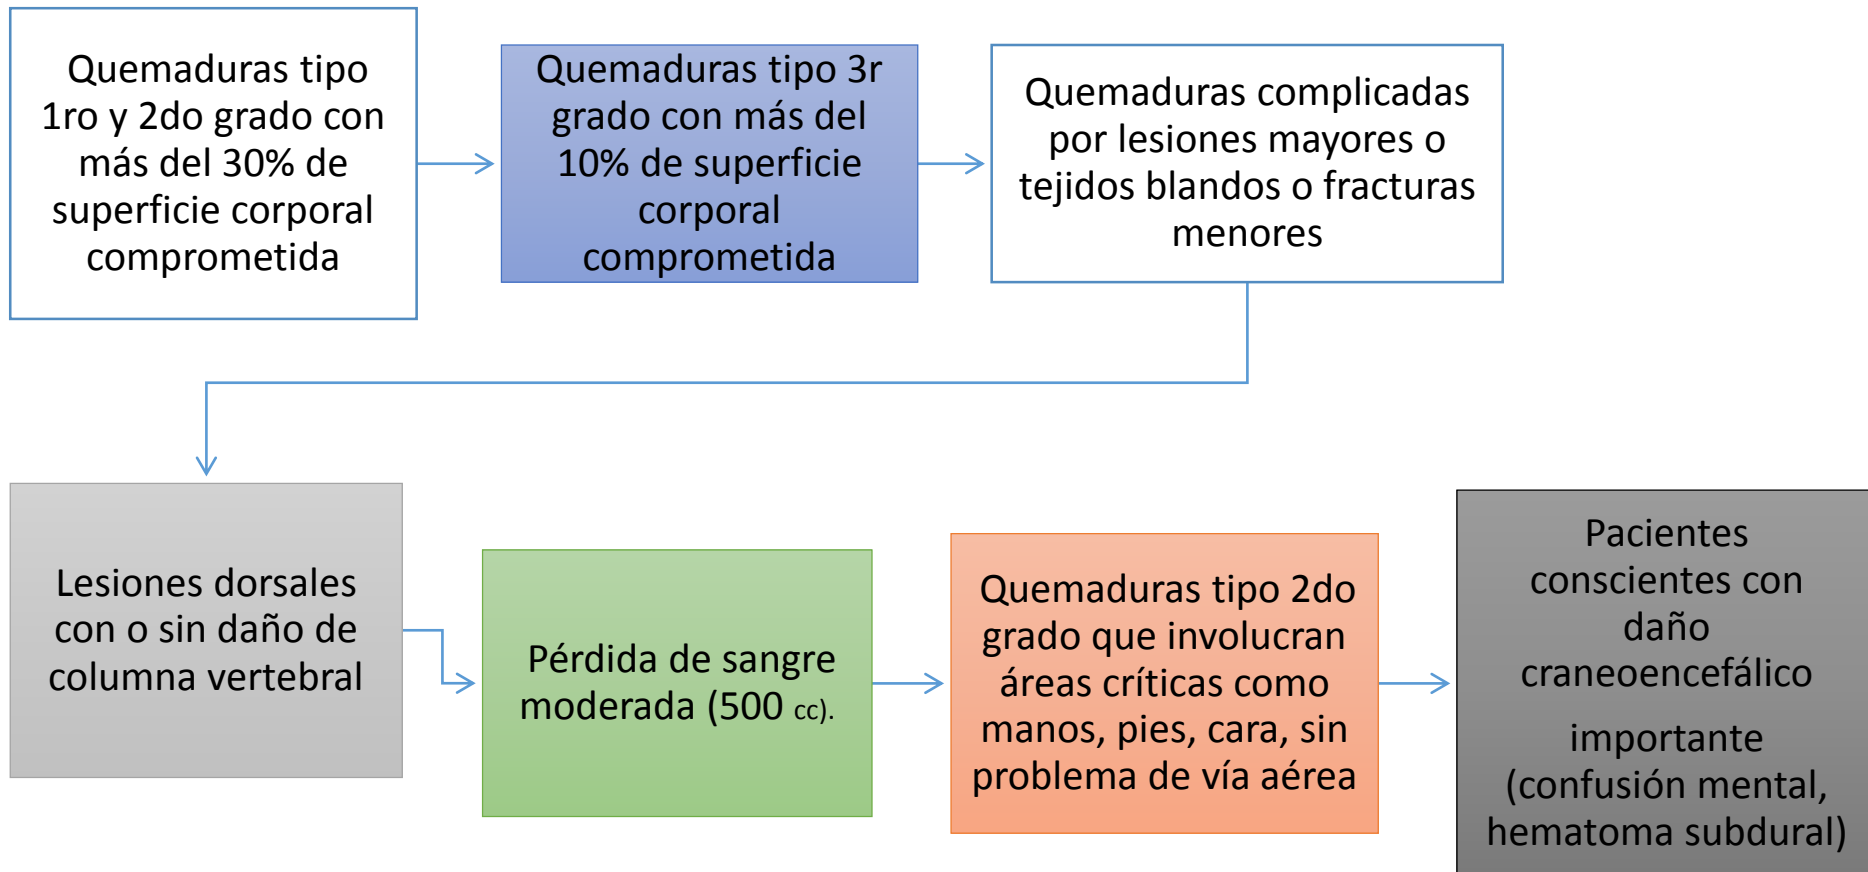 Quemaduras tipo
1ro y 2do grado con
más del 30% de
superficie corporal
comprometida
Quemaduras tipo 3r
grado con más del
10% de superficie
corporal
comprometida
Quemaduras complicadas
por lesiones mayores o
tejidos blandos o fracturas
menores
Lesiones dorsales
con o sin daño de
columna vertebral
Pérdida de sangre
moderada (500 cc).
Quemaduras tipo 2do
grado que involucran
áreas críticas como
manos, pies, cara, sin
problema de vía aérea
Pacientes
conscientes con
daño
craneoencefálico
importante
(confusión mental,
hematoma subdural)